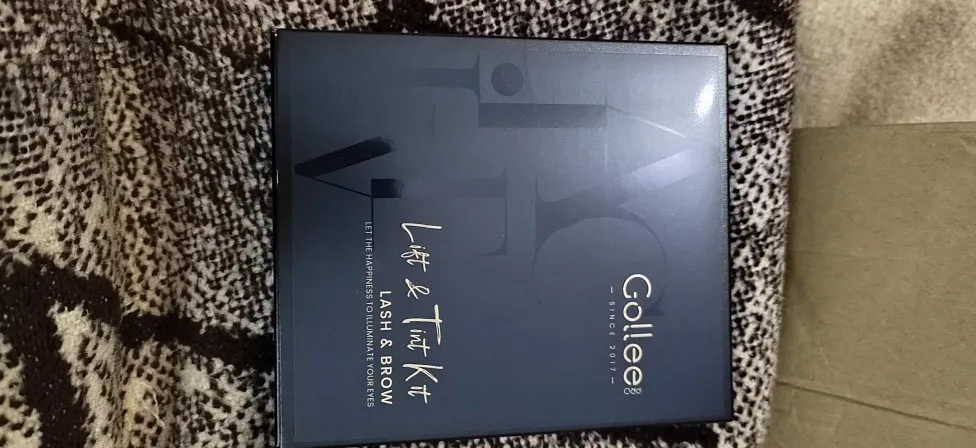 Gollee
— SINCE 2017 —
Lift & Tint Kit
LASH & BROW
LET THE HAPPINESS TO ILLUMINATE YOUR EYES